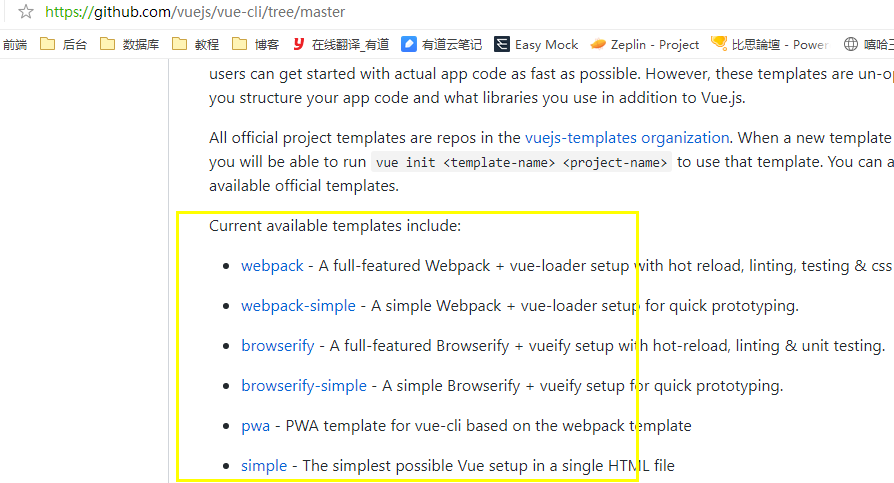 https://github.com/vuejs/vue-cli/tree/master
前端 后台 数据库 教程 博客 在线翻译_有道 有道云笔记 Easy Mock Zeplin - Project 比思論壇 - Power 嘻哈三
users can get started with actual app code as fast as possible. However, these templates are un-op
you structure your app code and what libraries you use in addition to Vue.js.
All official project templates are repos in the vuejs-templates organization. When a new template
you will be able to run vue init <template-name> <project-name> to use that template. You can a
available official templates.
Current available templates include:
webpack - A full-featured Webpack + vue-loader setup with hot reload, linting, testing & css
webpack-simple - A simple Webpack + vue-loader setup for quick prototyping.
browserify - A full-featured Browserify + vueify setup with hot-reload, linting & unit testing.
browserify-simple - A simple Browserify + vueify setup for quick prototyping.
pwa - PWA template for vue-cli based on the webpack template
simple - The simplest possible Vue setup in a single HTML file